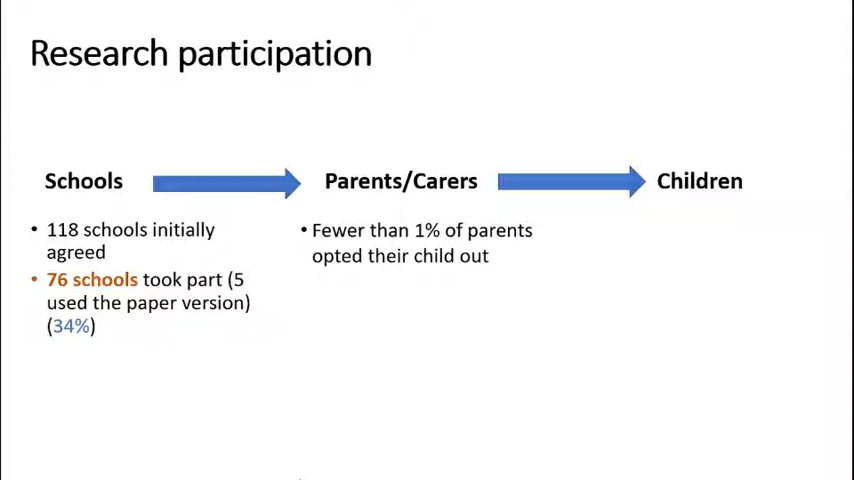 Research participation
Schools
Parents/Carers
Children
• 118 schools initially
agreed
• 76 schools took part (5
used the paper version)
(34%)
• Fewer than 1% of parents
opted their child out